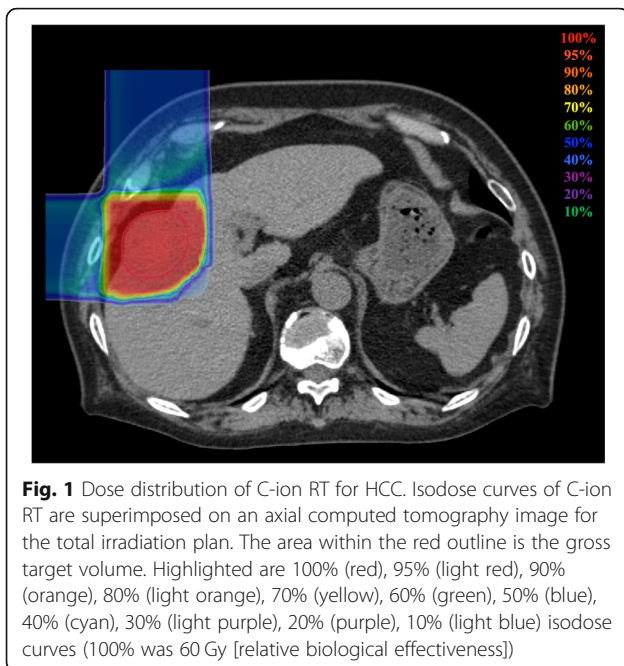 100%
95%
90%
80%
70%
60%
50%
40%
30%
20%
10%
Fig. 1 Dose distribution of C-ion RT for HCC. Isodose curves of C-ion
RT are superimposed on an axial computed tomography image for
the total irradiation plan. The area within the red outline is the gross
target volume. Highlighted are 100% (red), 95% (light red), 90%
(orange), 80% (light orange), 70% (yellow), 60% (green), 50% (blue),
40% (cyan), 30% (light purple), 20% (purple), 10% (light blue) isodose
curves (100% was 60 Gy [relative biological effectiveness])